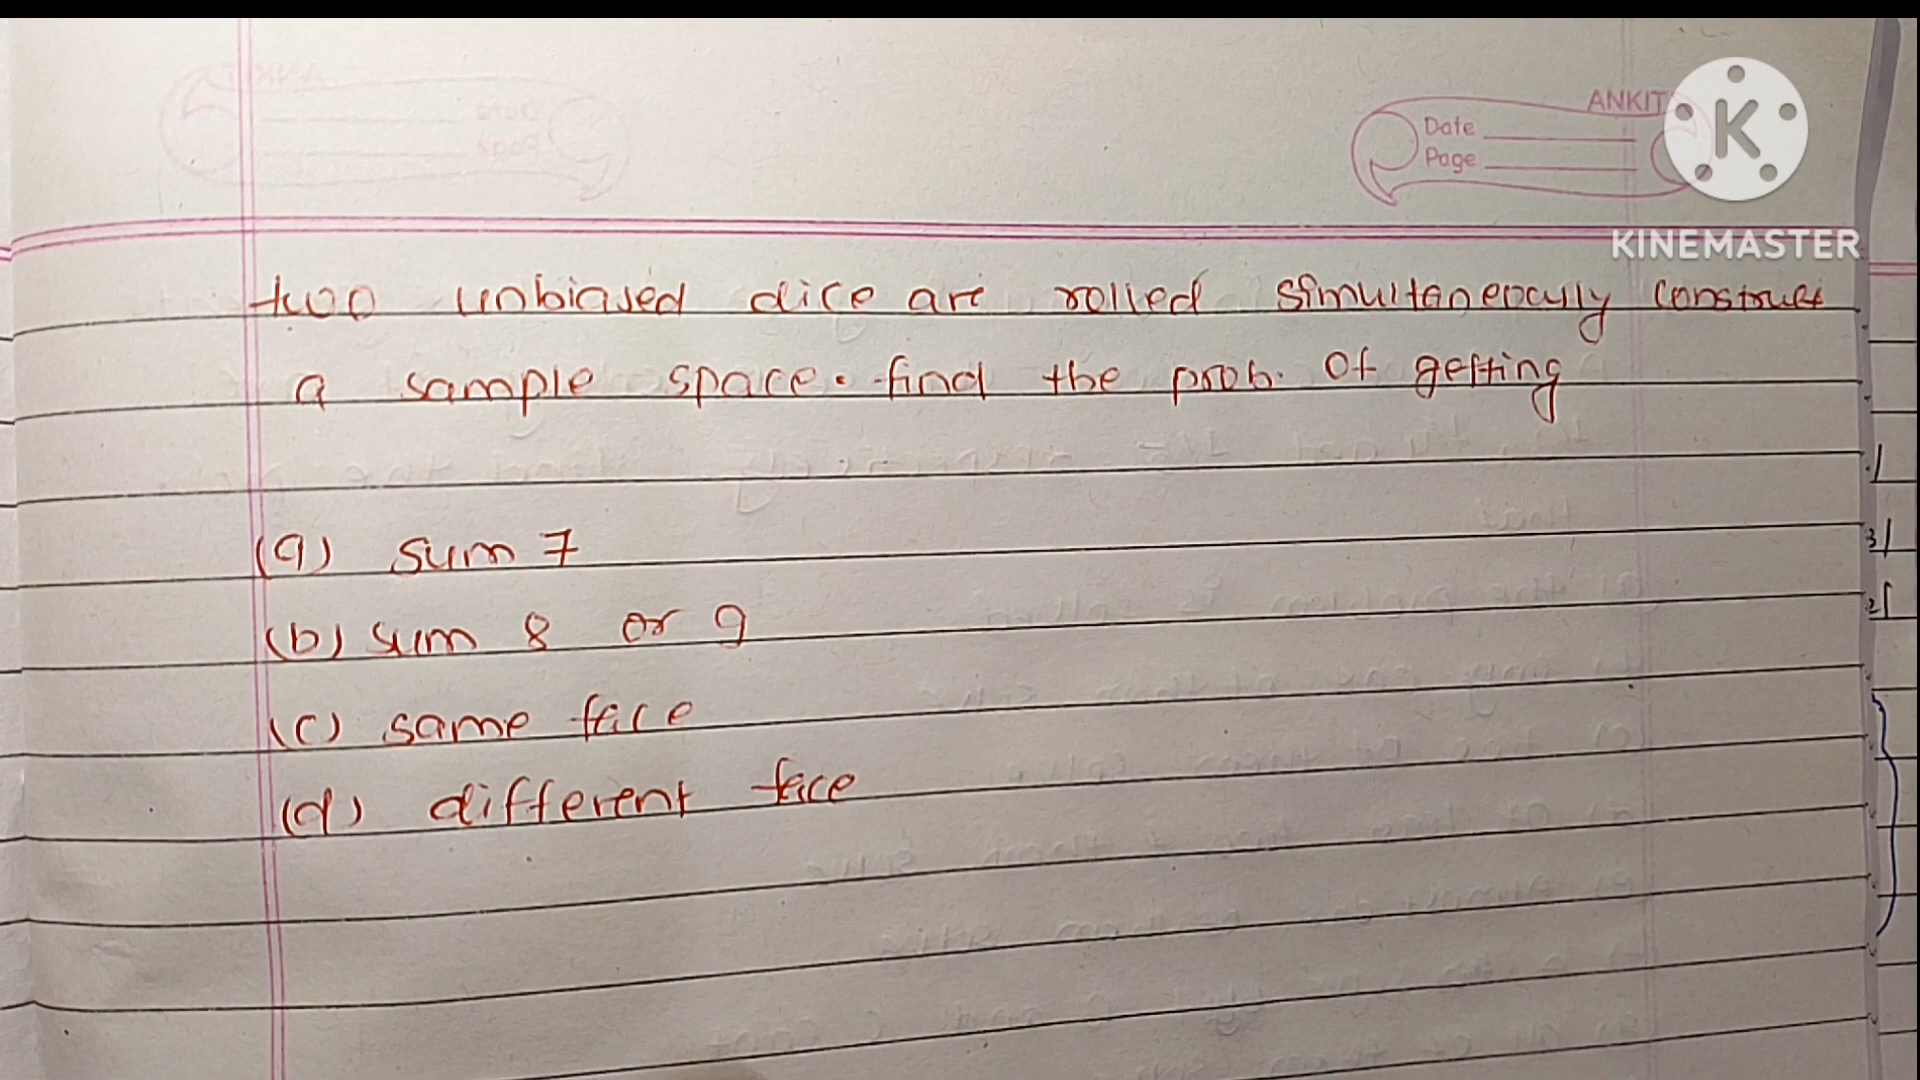 ANKIT
Date
Page
K
KINEMASTER
two unbiased dice are rolled simultaneously construct
a sample space. find the prob. of getting
(a) sum 7
(b) sum 8 or 9
(c) same face
(d) different face